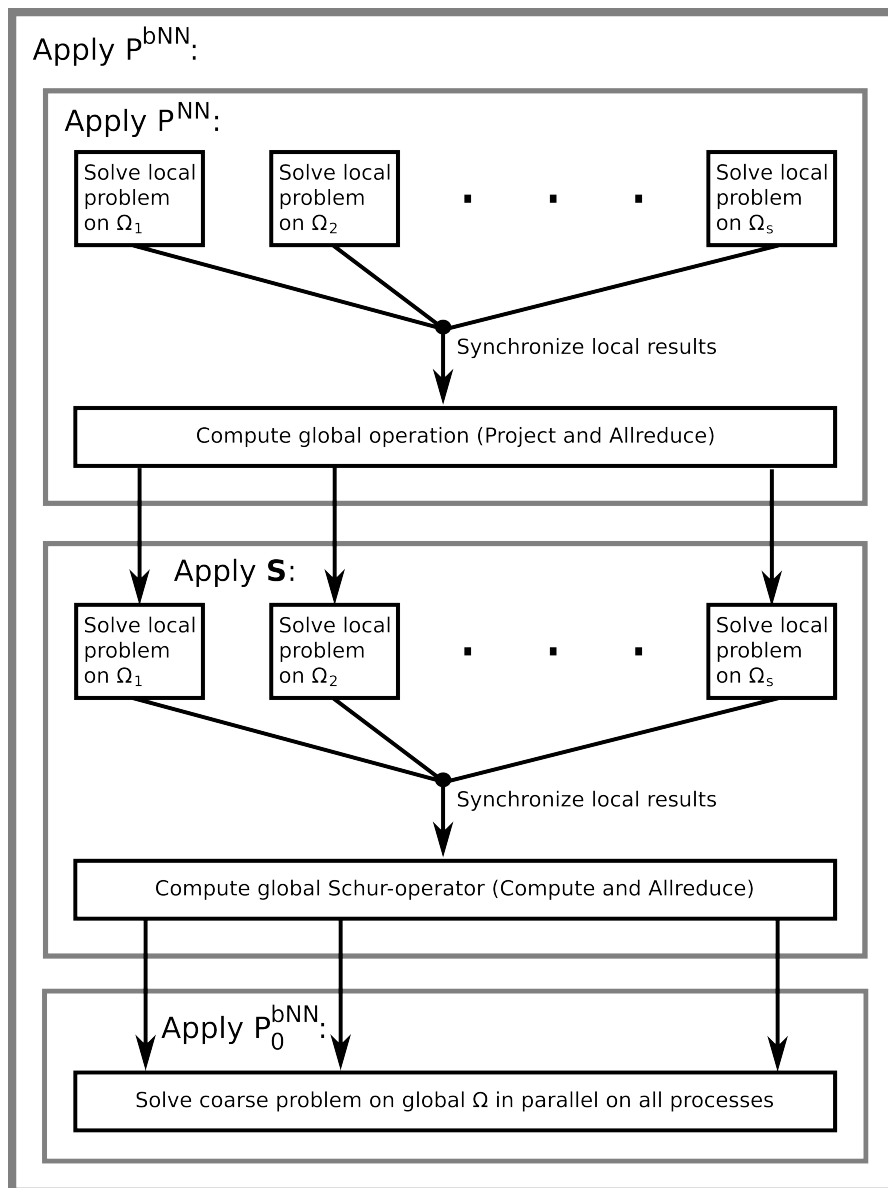 Apply P^bNN:
Apply P^NN:
Solve local
problem
on Ω₁
Solve local
problem
on Ω₂
. . .
Solve local
problem
on Ωₛ
Synchronize local results
Compute global operation (Project and Allreduce)
Apply S:
Solve local
problem
on Ω₁
Solve local
problem
on Ω₂
. . .
Solve local
problem
on Ωₛ
Synchronize local results
Compute global Schur-operator (Compute and Allreduce)
Apply P₀^bNN:
Solve coarse problem on global Ω in parallel on all processes